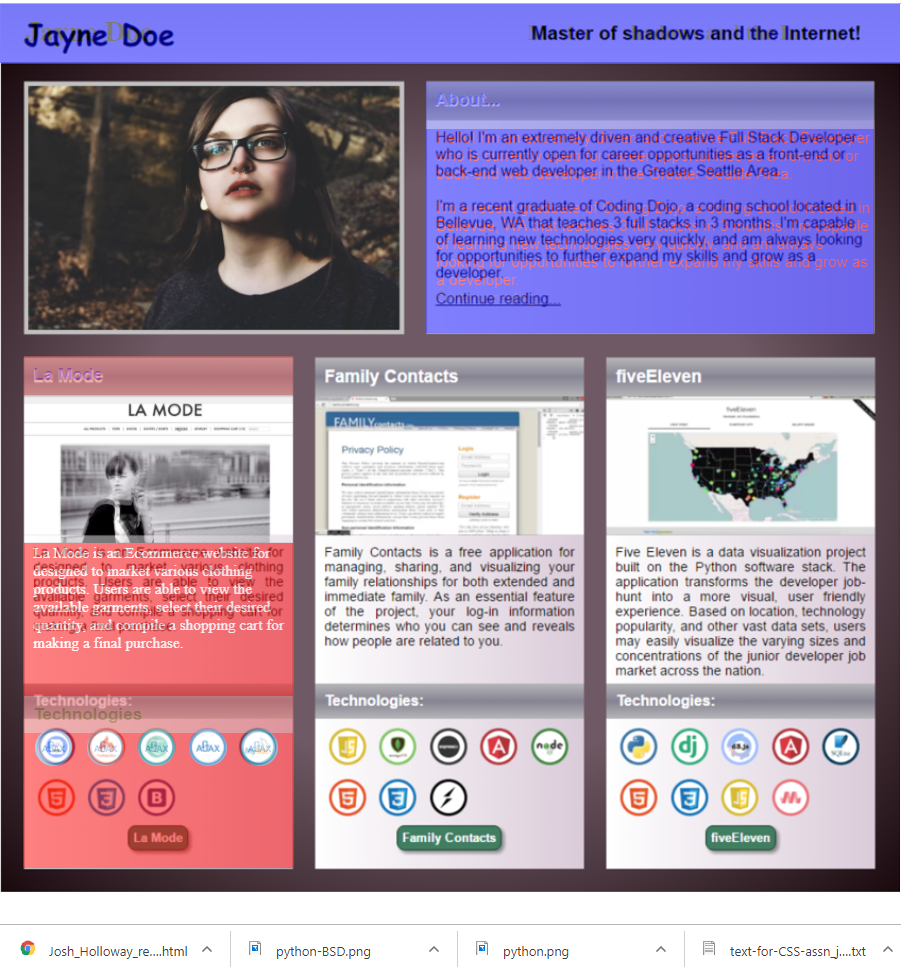 Jayne Doe
Master of shadows and the Internet!
About...
Hello! I'm an extremely driven and creative Full Stack Developer
who is currently open for career opportunities as a front-end or
back-end web developer in the Greater Seattle Area.
I'm a recent graduate of Coding Dojo, a coding school located in
Bellevue, WA that teaches 3 full stacks in 3 months. I'm capable
of learning new technologies very quickly, and am always looking
for opportunities to further expand my skills and grow as a
developer.
Continue reading...
La Mode
LA MODE
La Mode is an Ecommerce website for
designed to market various clothing
products. Users are able to view the
available garments, select their desired
quantity, and compile a shopping cart for
making a final purchase.
Technologies:
Technologies
AJAX
AJAX
La Mode
Family Contacts
FAMILYcontacts
Privacy Policy
Login
Register
Family Contacts is a free application for
managing, sharing, and visualizing your
family relationships for both extended and
immediate family. As an essential feature
of the project, your log-in information
determines who you can see and reveals
how people are related to you.
Technologies:
JS
node
Family Contacts
fiveEleven
fiveEleven
Five Eleven is a data visualization project
built on the Python software stack. The
application transforms the developer job-
hunt into a more visual, user friendly
experience. Based on location, technology
popularity, and other vast data sets, users
may easily visualize the varying sizes and
concentrations of the junior developer job
market across the nation.
Technologies:
dj
SQLite
JS
fiveEleven
Josh_Holloway_re....html
python-BSD.png
python.png
text-for-CSS-assn_j....txt